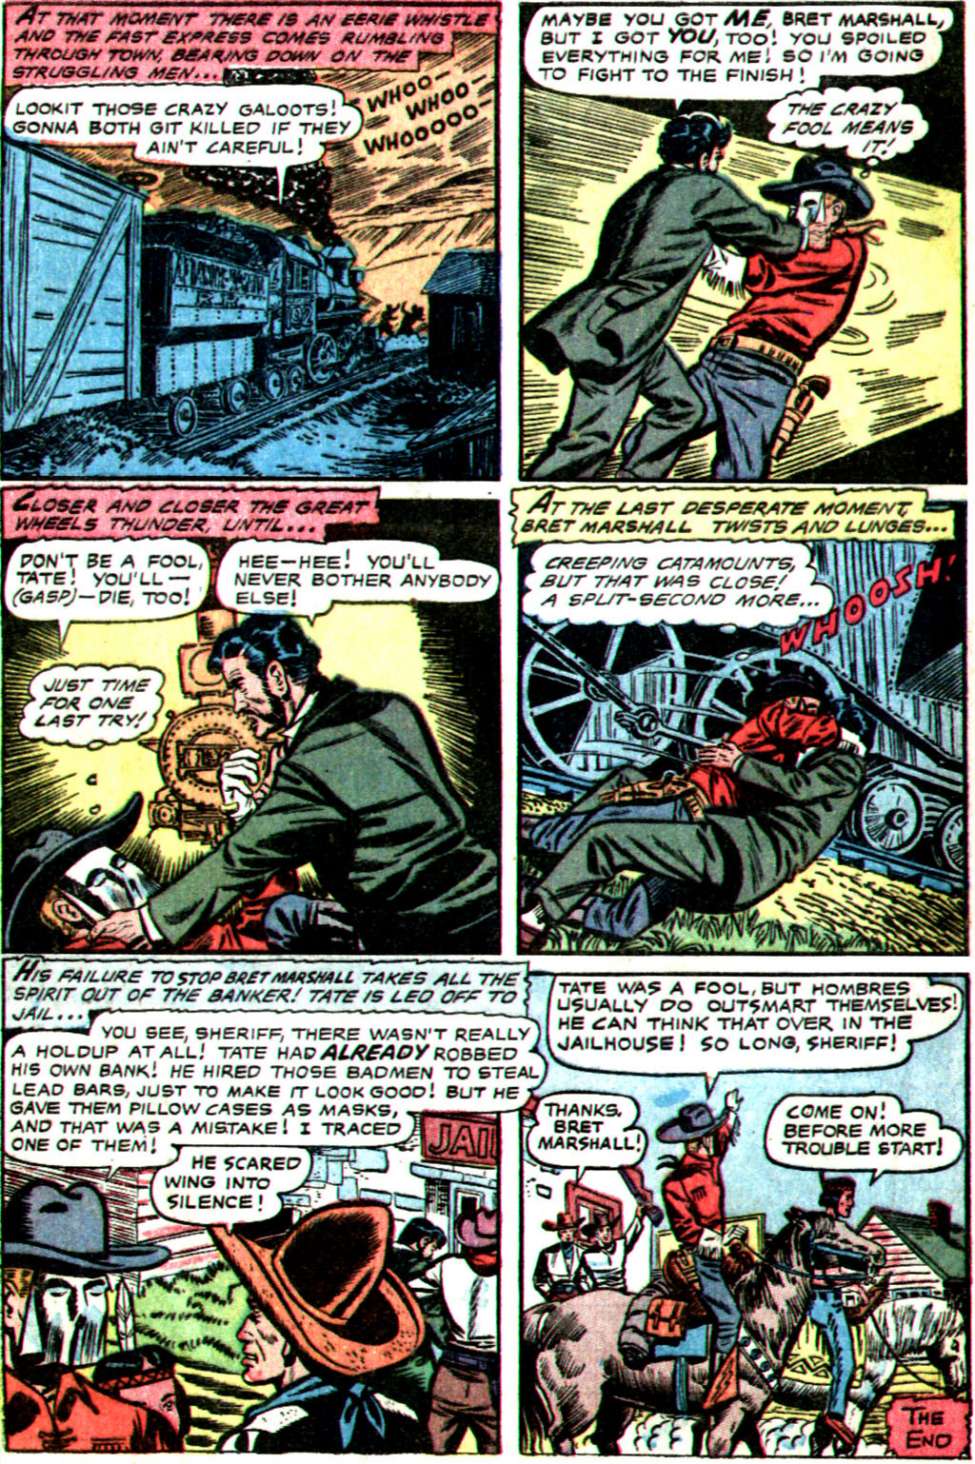 AT THAT MOMENT THERE IS AN EERIE WHISTLE
AND THE FAST EXPRESS COMES RUMBLING
THROUGH TOWN, BEARING DOWN ON THE
STRUGGLING MEN...
LOOKIT THOSE CRAZY GALOOTS!
GONNA BOTH GIT KILLED IF THEY
AIN'T CAREFUL!
WHOO-
WHOO-
WHOOOOO-
MAYBE YOU GOT ME, BRET MARSHALL,
BUT I GOT YOU, TOO! YOU SPOILED
EVERYTHING FOR ME! SO I'M GOING
TO FIGHT TO THE FINISH!
THE CRAZY
FOOL MEANS
IT!
CLOSER AND CLOSER THE GREAT
WHEELS THUNDER, UNTIL...
DON'T BE A FOOL,
TATE! YOU'LL—
(GASP)—DIE, TOO!
HEE-HEE! YOU'LL
NEVER BOTHER ANYBODY
ELSE!
JUST TIME
FOR ONE
LAST TRY!
AT THE LAST DESPERATE MOMENT,
BRET MARSHALL TWISTS AND LUNGES...
CREEPING CATAMOUNTS,
BUT THAT WAS CLOSE!
A SPLIT-SECOND MORE...
WHOOSH!
HIS FAILURE TO STOP BRET MARSHALL TAKES ALL THE
SPIRIT OUT OF THE BANKER! TATE IS LED OFF TO
JAIL...
YOU SEE, SHERIFF, THERE WASN'T REALLY
A HOLDUP AT ALL! TATE HAD ALREADY ROBBED
HIS OWN BANK! HE HIRED THOSE BADMEN TO STEAL
LEAD BARS, JUST TO MAKE IT LOOK GOOD! BUT HE
GAVE THEM PILLOW CASES AS MASKS,
AND THAT WAS A MISTAKE! I TRACED
ONE OF THEM!
JAIL
HE SCARED
WING INTO
SILENCE!
TATE WAS A FOOL, BUT HOMBRES
USUALLY DO OUTSMART THEMSELVES!
HE CAN THINK THAT OVER IN THE
JAILHOUSE! SO LONG, SHERIFF!
THANKS,
BRET
MARSHALL!
COME ON!
BEFORE MORE
TROUBLE START!
THE
END